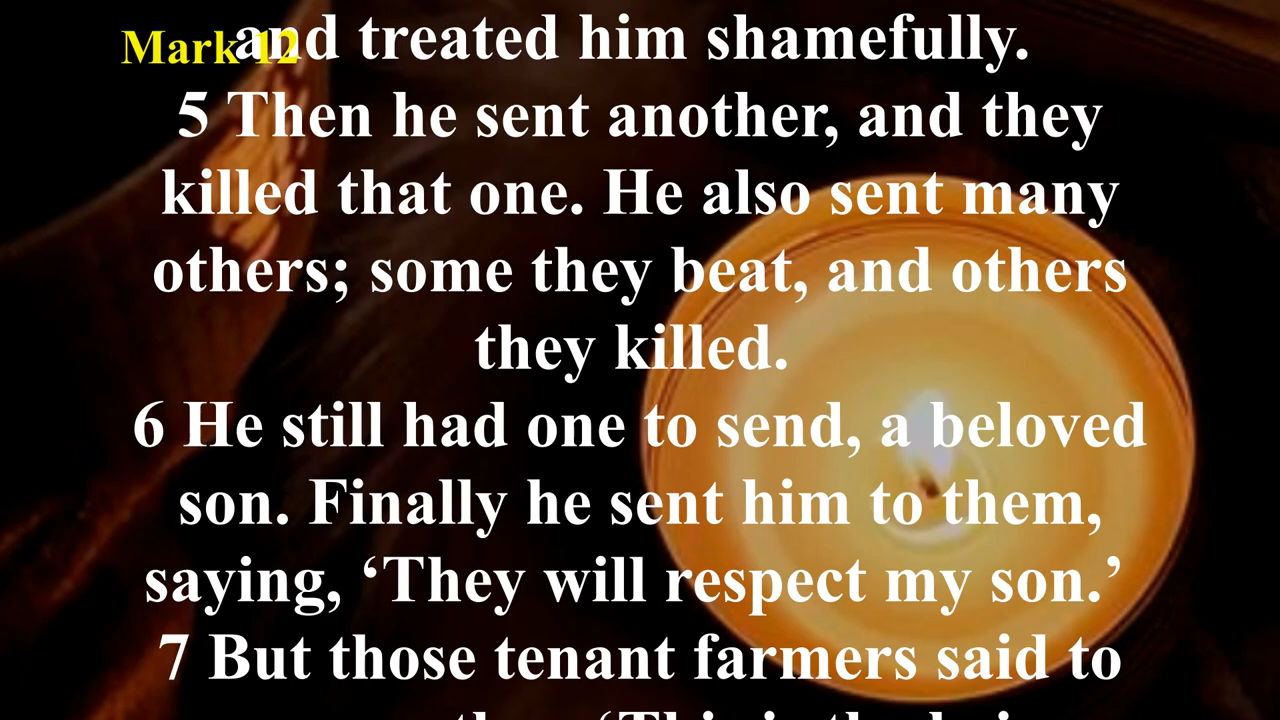 Mark 12
and treated him shamefully.
5 Then he sent another, and they
killed that one. He also sent many
others; some they beat, and others
they killed.
6 He still had one to send, a beloved
son. Finally he sent him to them,
saying, ‘They will respect my son.’
7 But those tenant farmers said to